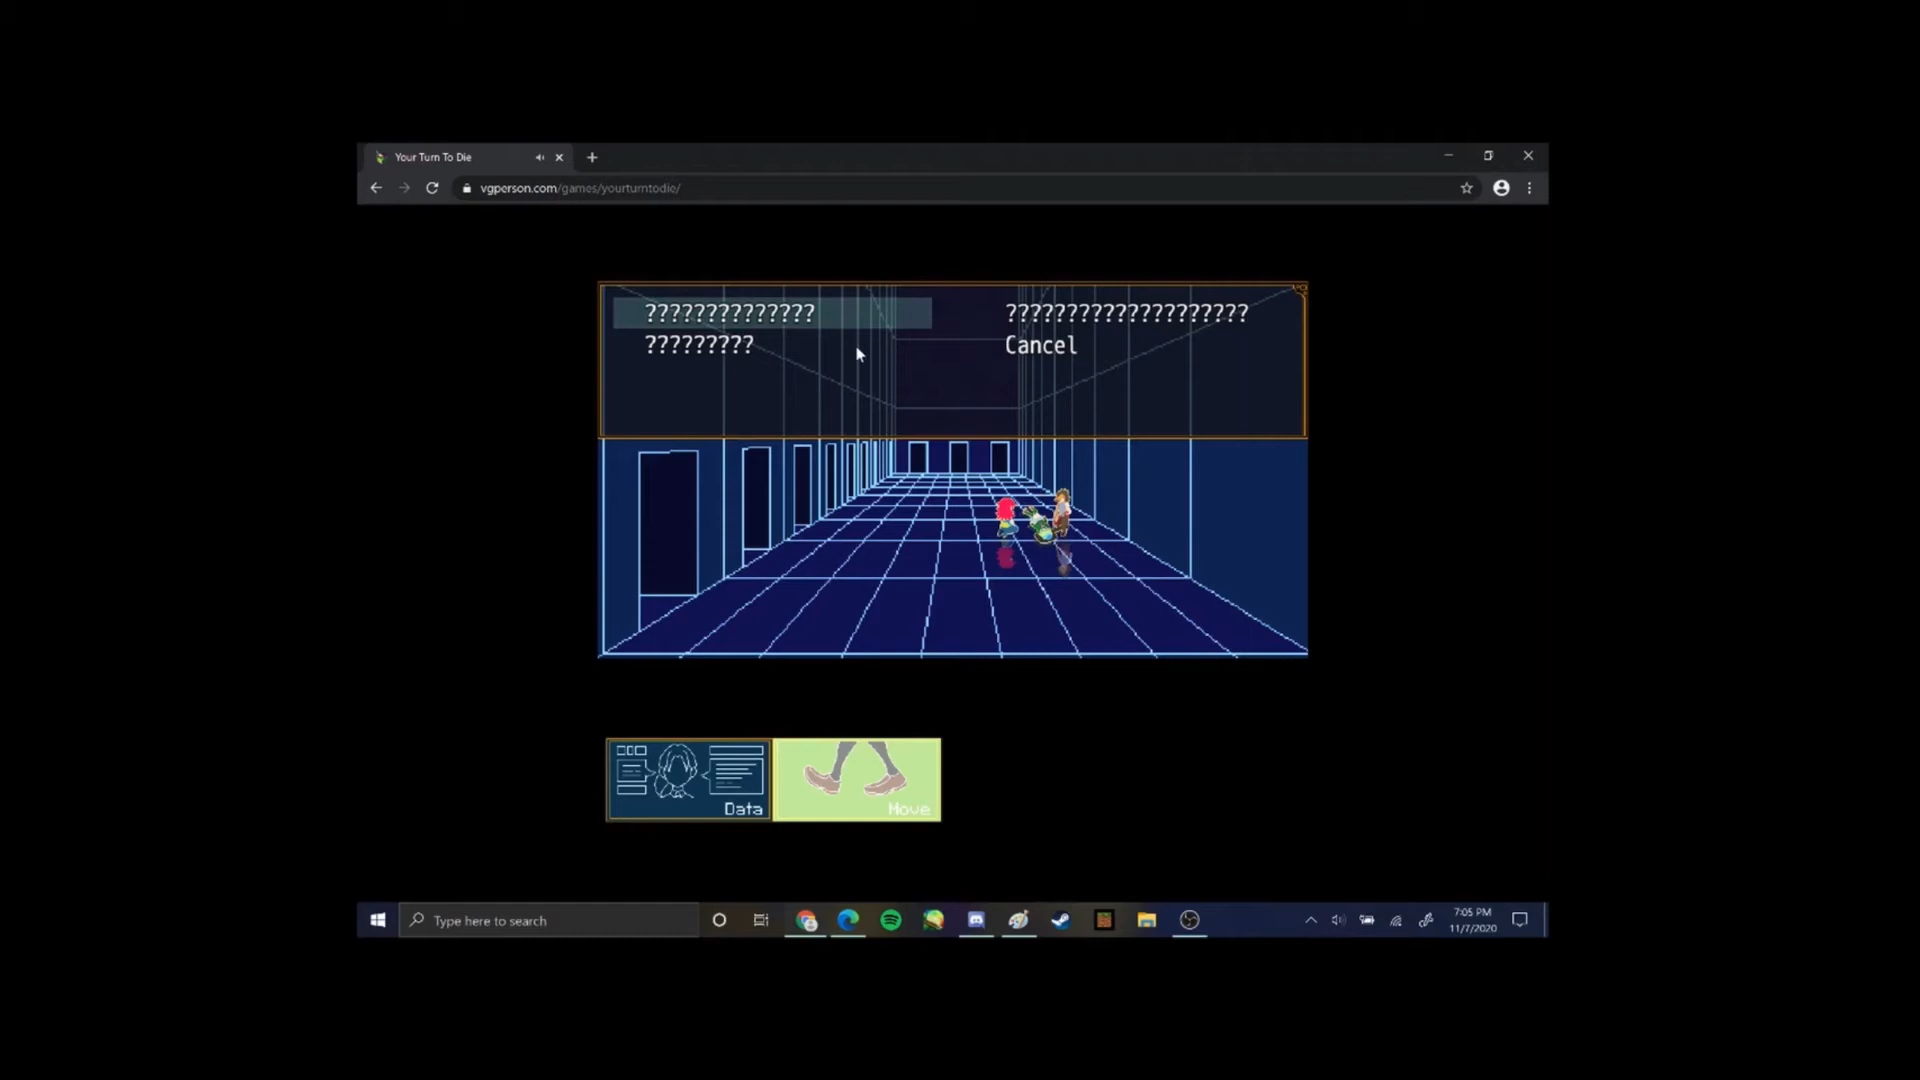 Your Turn To Die
vgperson.com/games/yourturntodie/
?????????????? ????????????????????
????????? Cancel
Data Move
Type here to search
7:05 PM
11/7/2020